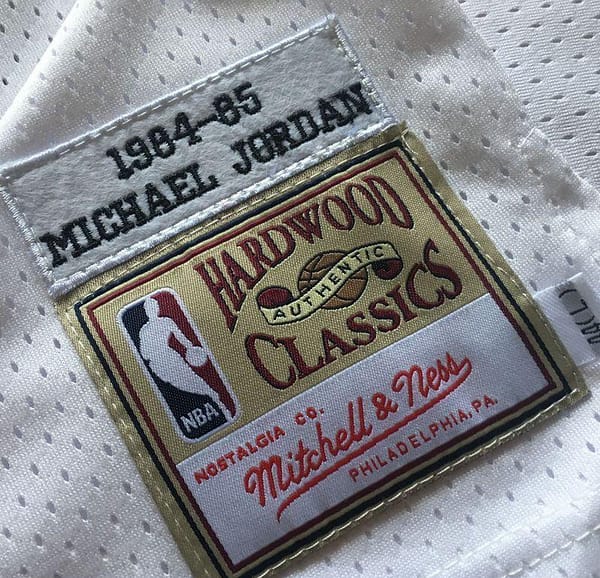 1984-85
MICHAEL JORDAN
HARDWOOD
AUTHENTIC
CLASSICS
NBA
NOSTALGIA CO.
Mitchell & Ness
PHILADELPHIA, PA.